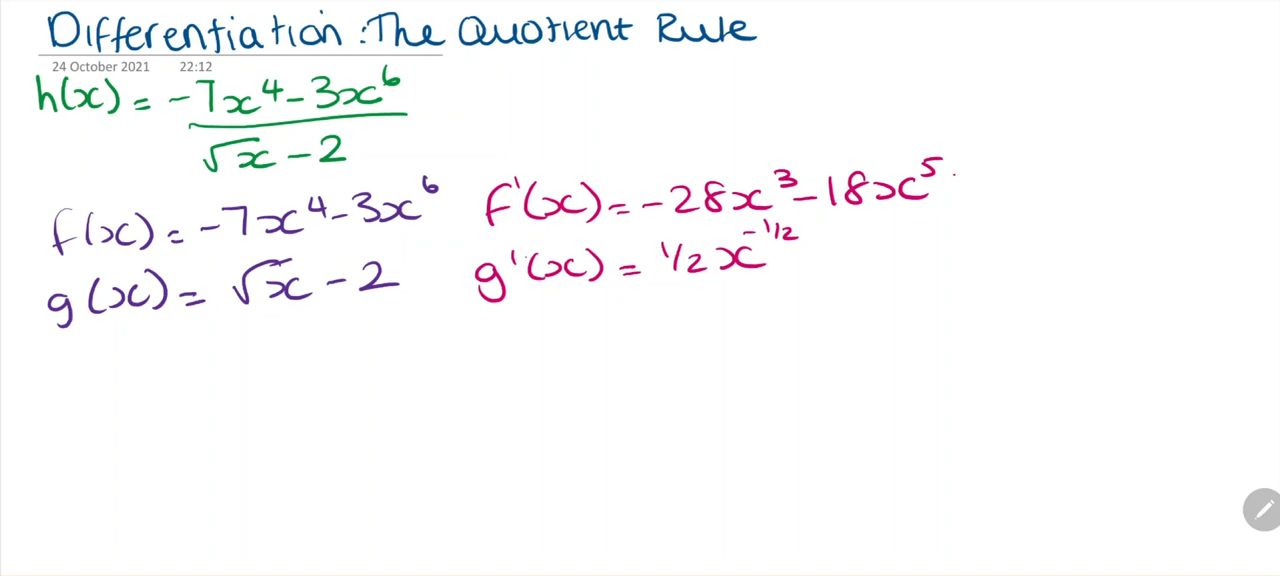 Differentiation: The Quotient Rule
24 October 2021 22:12
h(x) = -7x⁴ - 3x⁶
√x - 2
f(x) = -7x⁴ - 3x⁶
f'(x) = -28x³ - 18x⁵
g(x) = √x - 2
g'(x) = 1/2 x^-1/2